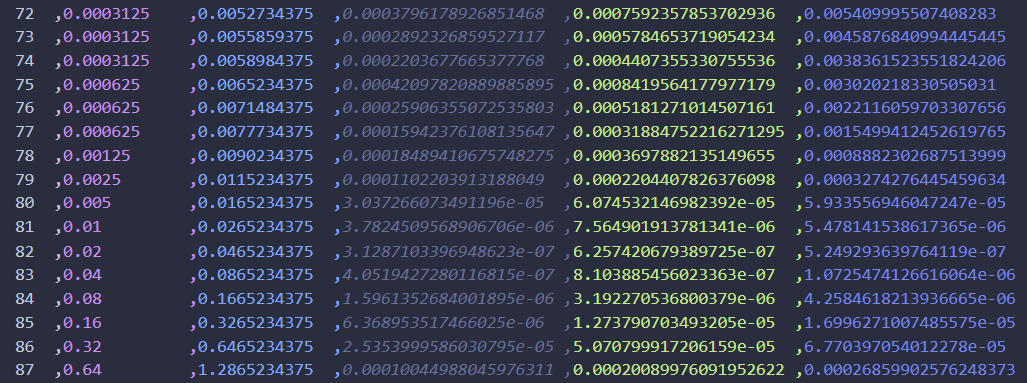 72 ,0.0003125 ,0.0052734375 ,0.00037961789268514​68 ,0.0007592357853702936 ,0.005409995507408283
73 ,0.0003125 ,0.0055859375 ,0.0002892326859527117 ,0.0005784653719054234 ,0.0045876840994445445
74 ,0.0003125 ,0.0058984375 ,0.0002203677665377768 ,0.0004407355330755536 ,0.0038361523551824206
75 ,0.000625 ,0.0065234375 ,0.00042097820889885895 ,0.0008419564177977179 ,0.003020218330505031
76 ,0.000625 ,0.0071484375 ,0.00025906355072535803 ,0.0005181271014507161 ,0.0022116059703307656
77 ,0.000625 ,0.0077734375 ,0.00015942376108135647 ,0.00031884752216271295 ,0.0015499412452619765
78 ,0.00125 ,0.0090234375 ,0.00018489410675748275 ,0.0003697882135149655 ,0.0008882302687513999
79 ,0.0025 ,0.0115234375 ,0.0001102203913188049 ,0.0002204407826376098 ,0.0003274276445459634
80 ,0.005 ,0.0165234375 ,3.037266073491196e-05 ,6.074532146982392e-05 ,5.933556946047247e-05
81 ,0.01 ,0.0265234375 ,3.7824509568906706e-06 ,7.564901913781341e-06 ,5.478141538617365e-06
82 ,0.02 ,0.0465234375 ,3.1287103396948623e-07 ,6.257420679389725e-07 ,5.249293639764119e-07
83 ,0.04 ,0.0865234375 ,4.0519427280116815e-07 ,8.103885456023363e-07 ,1.0725474126616064e-06
84 ,0.08 ,0.1665234375 ,1.5961352684001895e-06 ,3.192270536800379e-06 ,4.2584618213936665e-06
85 ,0.16 ,0.3265234375 ,6.368953517466025e-06 ,1.273790703493205e-05 ,1.6996271007485575e-05
86 ,0.32 ,0.6465234375 ,2.5353999586030795e-05 ,5.070799917206159e-05 ,6.770397054012278e-05
87 ,0.64 ,1.2865234375 ,0.00010044988045976311 ,0.00020089976091952622 ,0.00026859902576248373